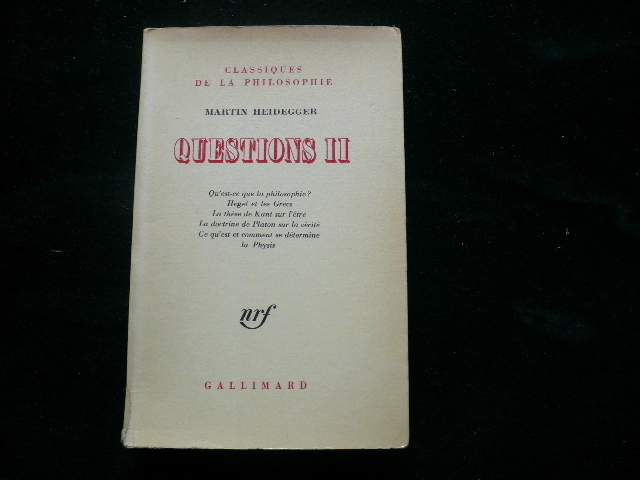 CLASSIQUES
DE LA PHILOSOPHIE
MARTIN HEIDEGGER
QUESTIONS II
Qu'est-ce que la philosophie?
Hegel et les Grecs
La thèse de Kant sur l'être
La doctrine de Platon sur la vérité
Ce qu'est et comment se détermine
la Physis
nrf
GALLIMARD